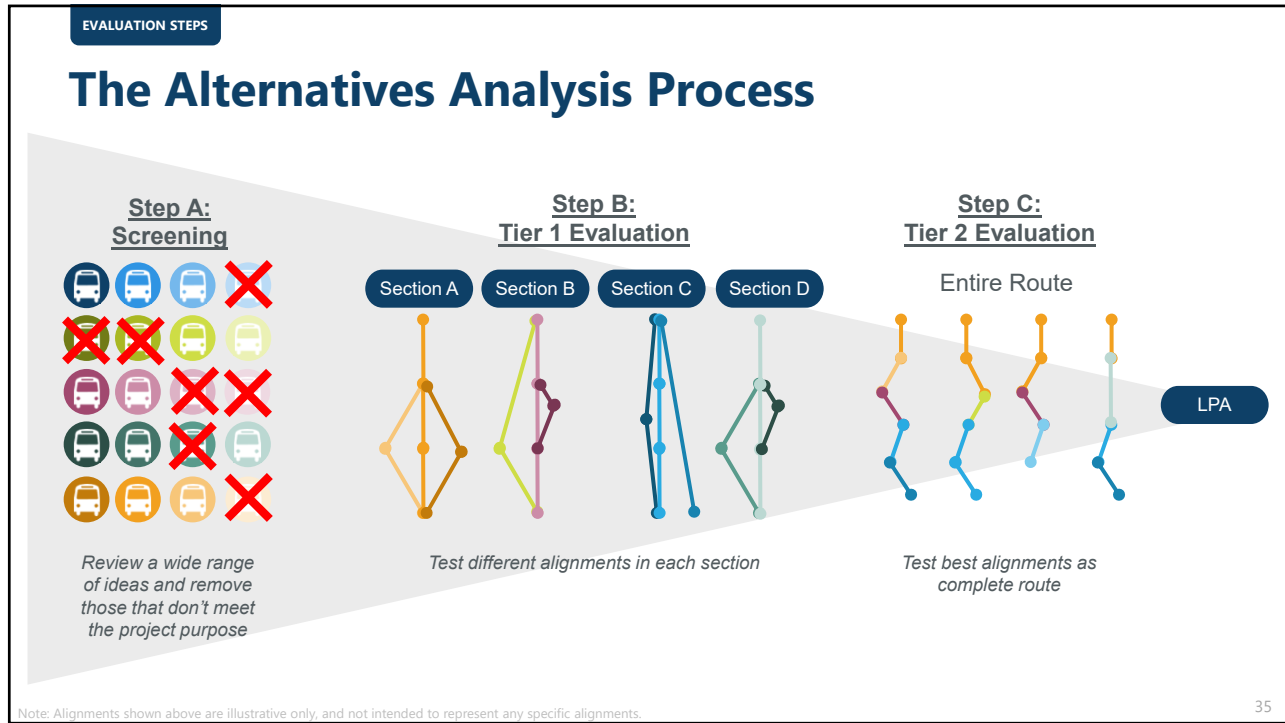 EVALUATION STEPS
The Alternatives Analysis Process
Step A:
Screening
Review a wide range
of ideas and remove
those that don’t meet
the project purpose
Step B:
Tier 1 Evaluation
Section A
Section B
Section C
Section D
Test different alignments in each section
Step C:
Tier 2 Evaluation
Entire Route
Test best alignments as
complete route
LPA
Note: Alignments shown above are illustrative only, and not intended to represent any specific alignments.
35